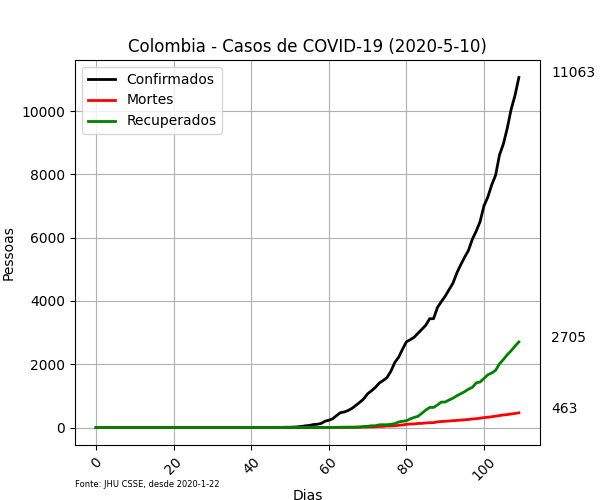 Colombia - Casos de COVID-19 (2020-5-10)
Confirmados
Mortes
Recuperados
11063
2705
463
Pessoas
10000
8000
6000
4000
2000
0
0
20
40
60
80
100
Fonte: JHU CSSE, desde 2020-1-22
Dias